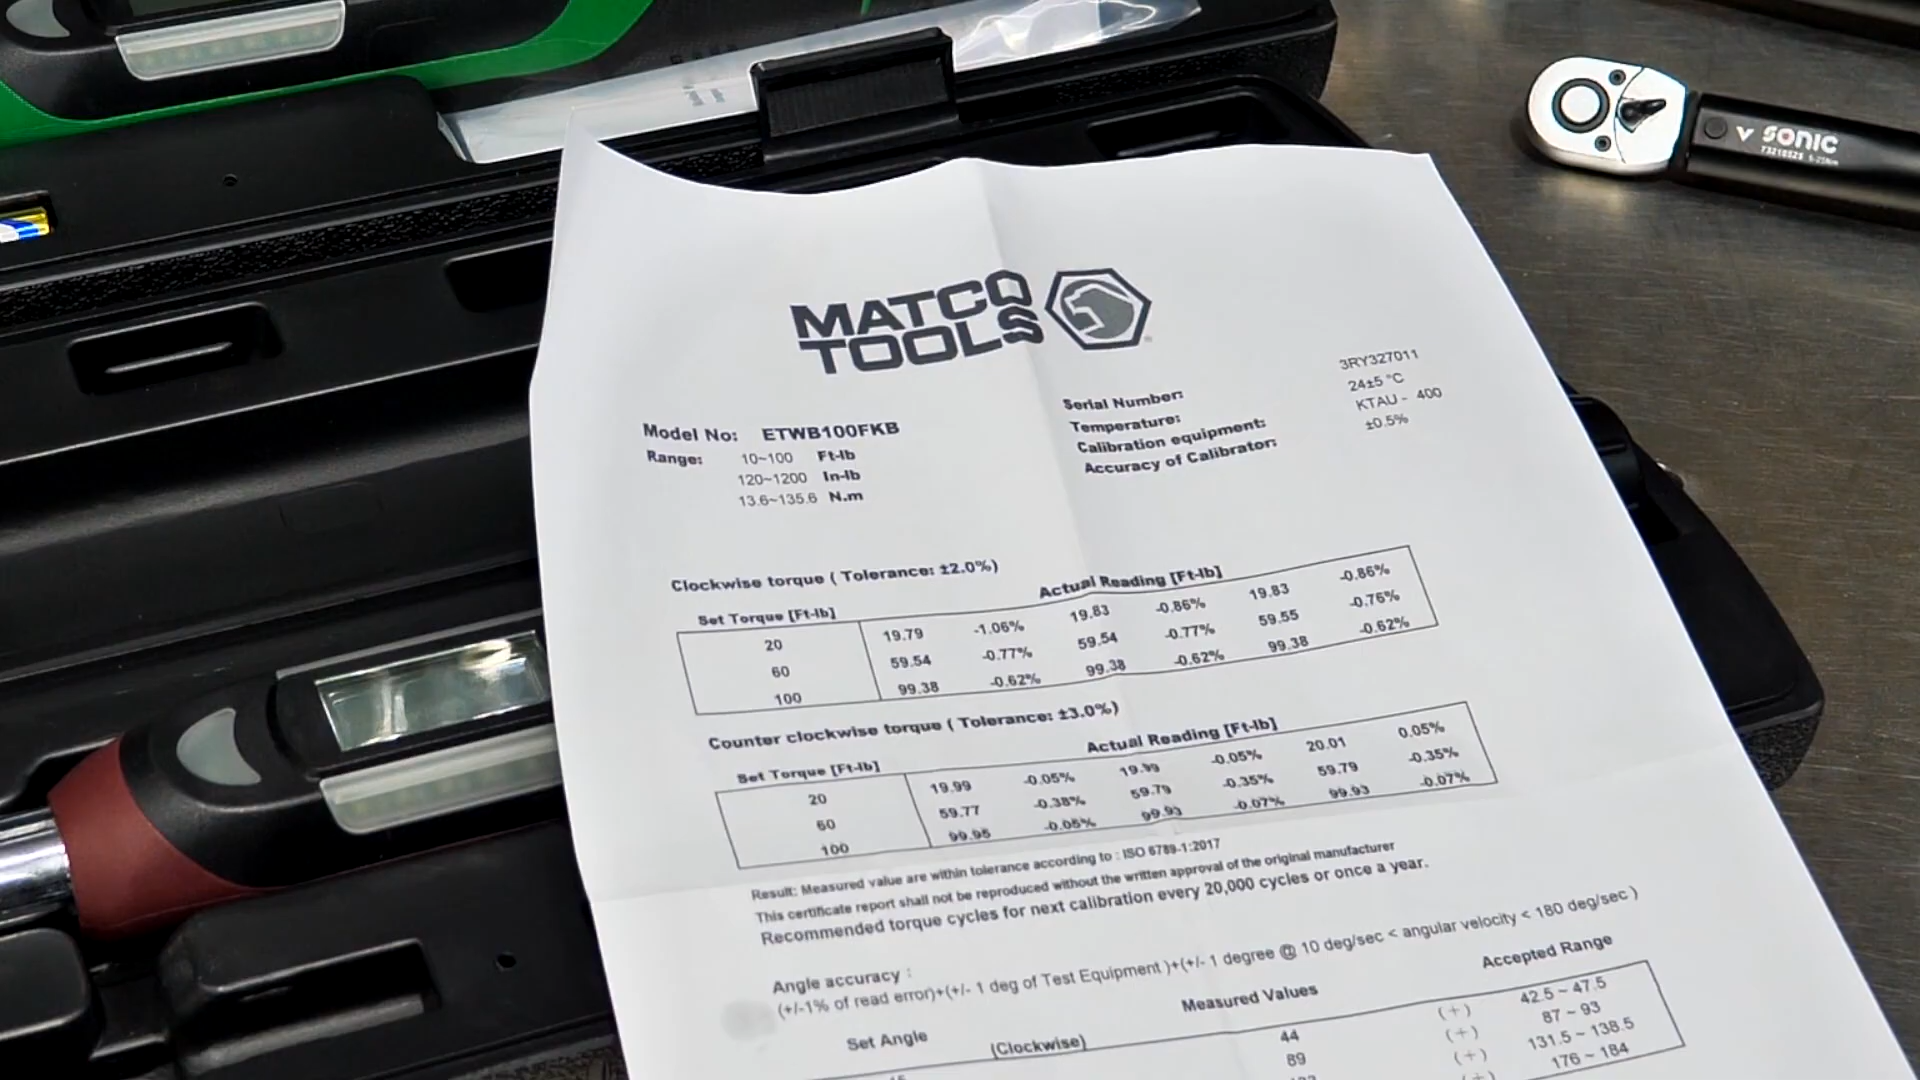 V SONIC
MATCO
TOOLS
Model No: ETWB100FKB
Range: 10~100 Ft-lb
120~1200 In-lb
13.6~135.6 N.m
Serial Number: 3RY327011
Temperature: 24±5 °C
Calibration equipment: KTAU - 400
Accuracy of Calibrator: ±0.5%
Clockwise torque ( Tolerance: ±2.0%)
Set Torque [Ft-lb] Actual Reading [Ft-lb]
20 19.79 -1.06% 19.83 -0.86% 19.83 -0.86%
60 59.54 -0.77% 59.54 -0.77% 59.55 -0.76%
100 99.38 -0.62% 99.38 -0.62% 99.38 -0.62%
Counter clockwise torque ( Tolerance: ±3.0%)
Set Torque [Ft-lb] Actual Reading [Ft-lb]
20 19.99 -0.05% 19.99 -0.05% 20.01 0.05%
60 59.77 -0.38% 59.79 -0.35% 59.79 -0.35%
100 99.95 -0.05% 99.93 -0.07% 99.93 -0.07%
Result: Measured value are within tolerance according to : ISO 6789-1:2017
This certificate report shall not be reproduced without the written approval of the original manufacturer
Recommended torque cycles for next calibration every 20,000 cycles or once a year.
Angle accuracy :
(+/-1% of read error)+(+/- 1 deg of Test Equipment )+(+/- 1 degree @ 10 deg/sec < angular velocity < 180 deg/sec )
Set Angle Measured Values Accepted Range
(Clockwise) 44 (+) 42.5 ~ 47.5
89 (+) 87 ~ 93
(+) 131.5 ~ 138.5
(+) 176 ~ 184